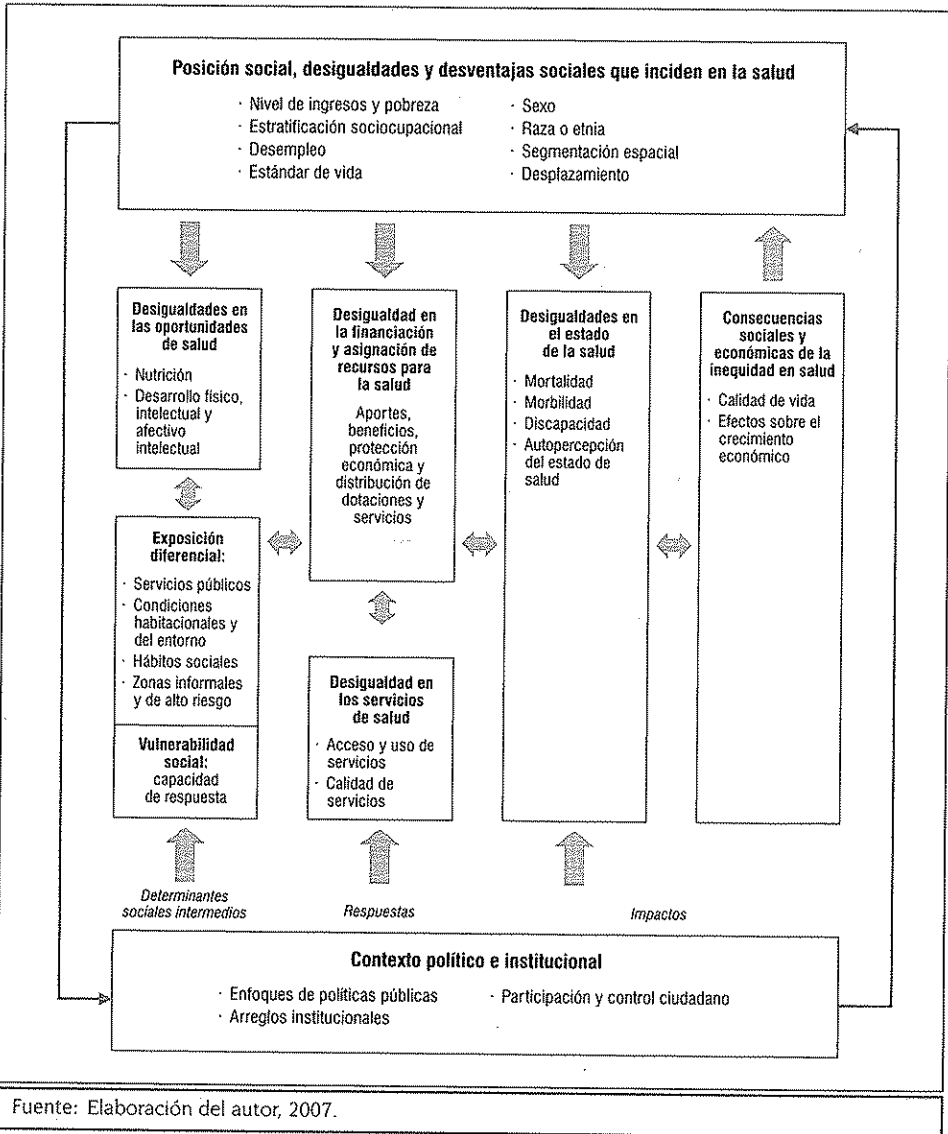 Posición social, desigualdades y desventajas sociales que inciden en la salud
· Nivel de ingresos y pobreza
· Estratificación sociocupacional
· Desempleo
· Estándar de vida
· Sexo
· Raza o etnia
· Segmentación espacial
· Desplazamiento
Desigualdades en
las oportunidades
de salud
· Nutrición
· Desarrollo físico,
intelectual y
afectivo
intelectual
Exposición
diferencial:
· Servicios públicos
· Condiciones
habitacionales y
del entorno
· Hábitos sociales
· Zonas informales
y de alto riesgo
Vulnerabilidad
social:
capacidad
de respuesta
Desigualdad en
la financiación
y asignación de
recursos para
la salud
Aportes,
beneficios,
protección
económica y
distribución de
dotaciones y
servicios
Desigualdad en
los servicios
de salud
· Acceso y uso de
servicios
· Calidad de
servicios
Desigualdades en
el estado
de la salud
· Mortalidad
· Morbilidad
· Discapacidad
· Autopercepción
del estado de
salud
Consecuencias
sociales y
económicas de la
inequidad en salud
· Calidad de vida
· Efectos sobre el
crecimiento
económico
Determinantes
sociales intermedios
Respuestas
Impactos
Contexto político e institucional
· Enfoques de políticas públicas
· Arreglos institucionales
· Participación y control ciudadano
Fuente: Elaboración del autor, 2007.